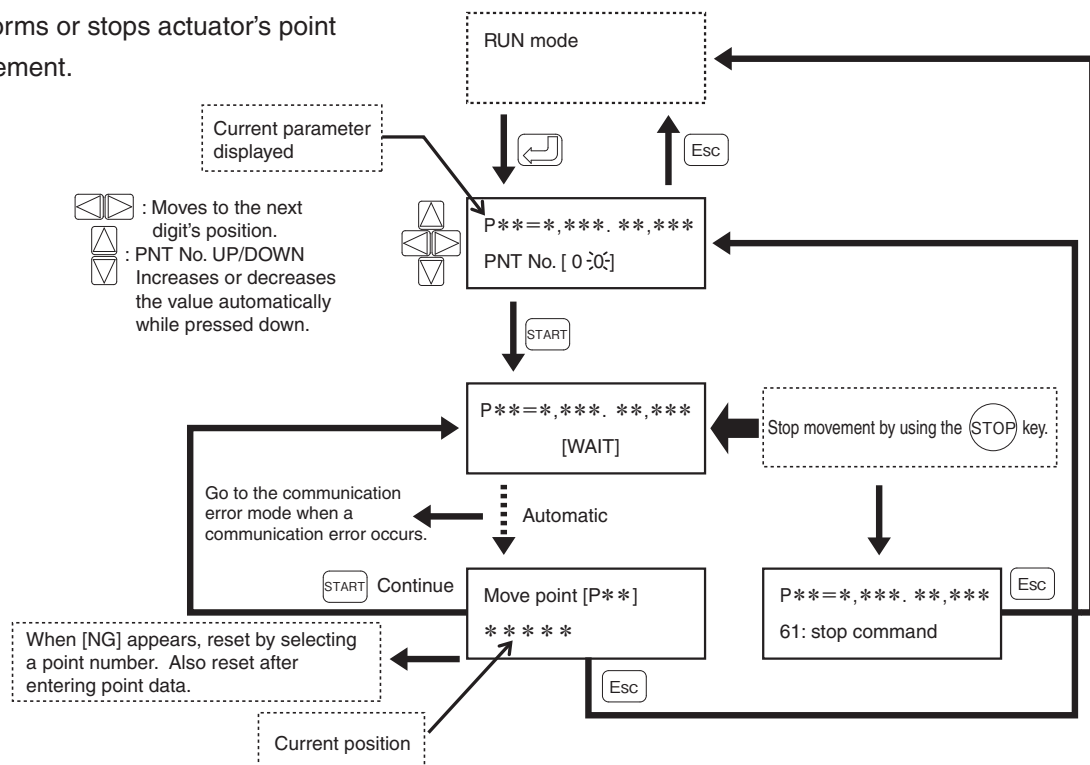 orms or stops actuator's point
ement.
RUN mode
Current parameter
displayed
Esc
: Moves to the next
digit's position.
: PNT No. UP/DOWN
Increases or decreases
the value automatically
while pressed down.
P**=*,***. **,***
PNT No. [ 0 0 ]
START
P**=*,***. **,***
[WAIT]
Stop movement by using the STOP key.
Go to the communication
error mode when a
communication error occurs.
Automatic
START Continue
Move point [P**]
*****
P**=*,***. **,***
61: stop command
Esc
When [NG] appears, reset by selecting
a point number. Also reset after
entering point data.
Esc
Current position